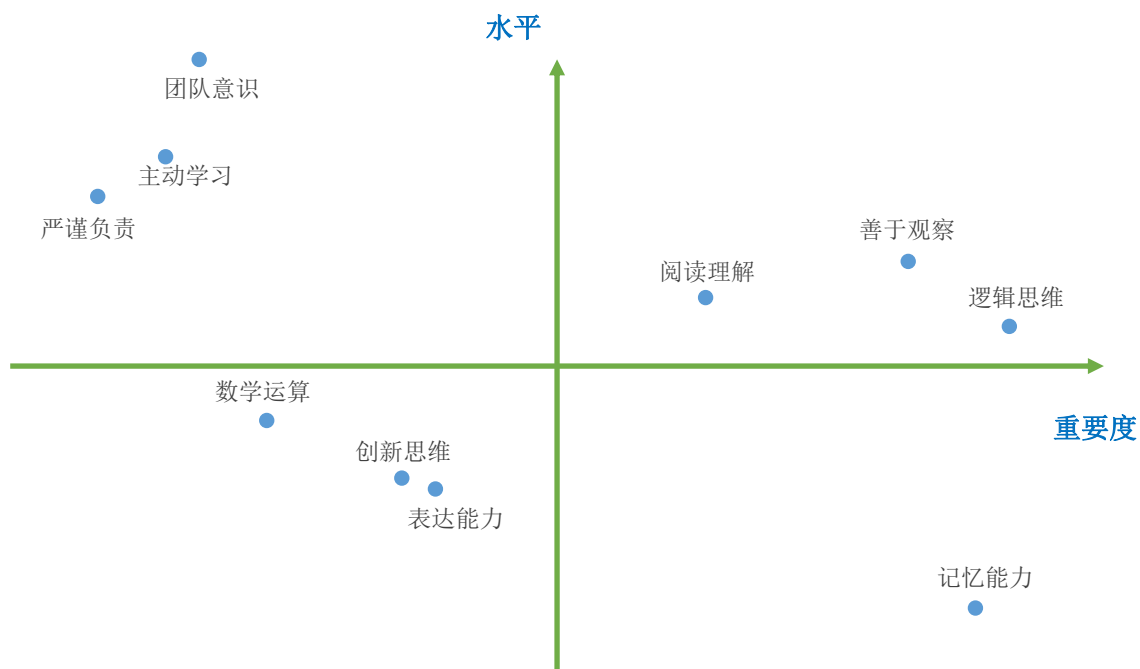 水平
团队意识
主动学习
严谨负责
善于观察
阅读理解
逻辑思维
数学运算
重要度
创新思维
表达能力
记忆能力